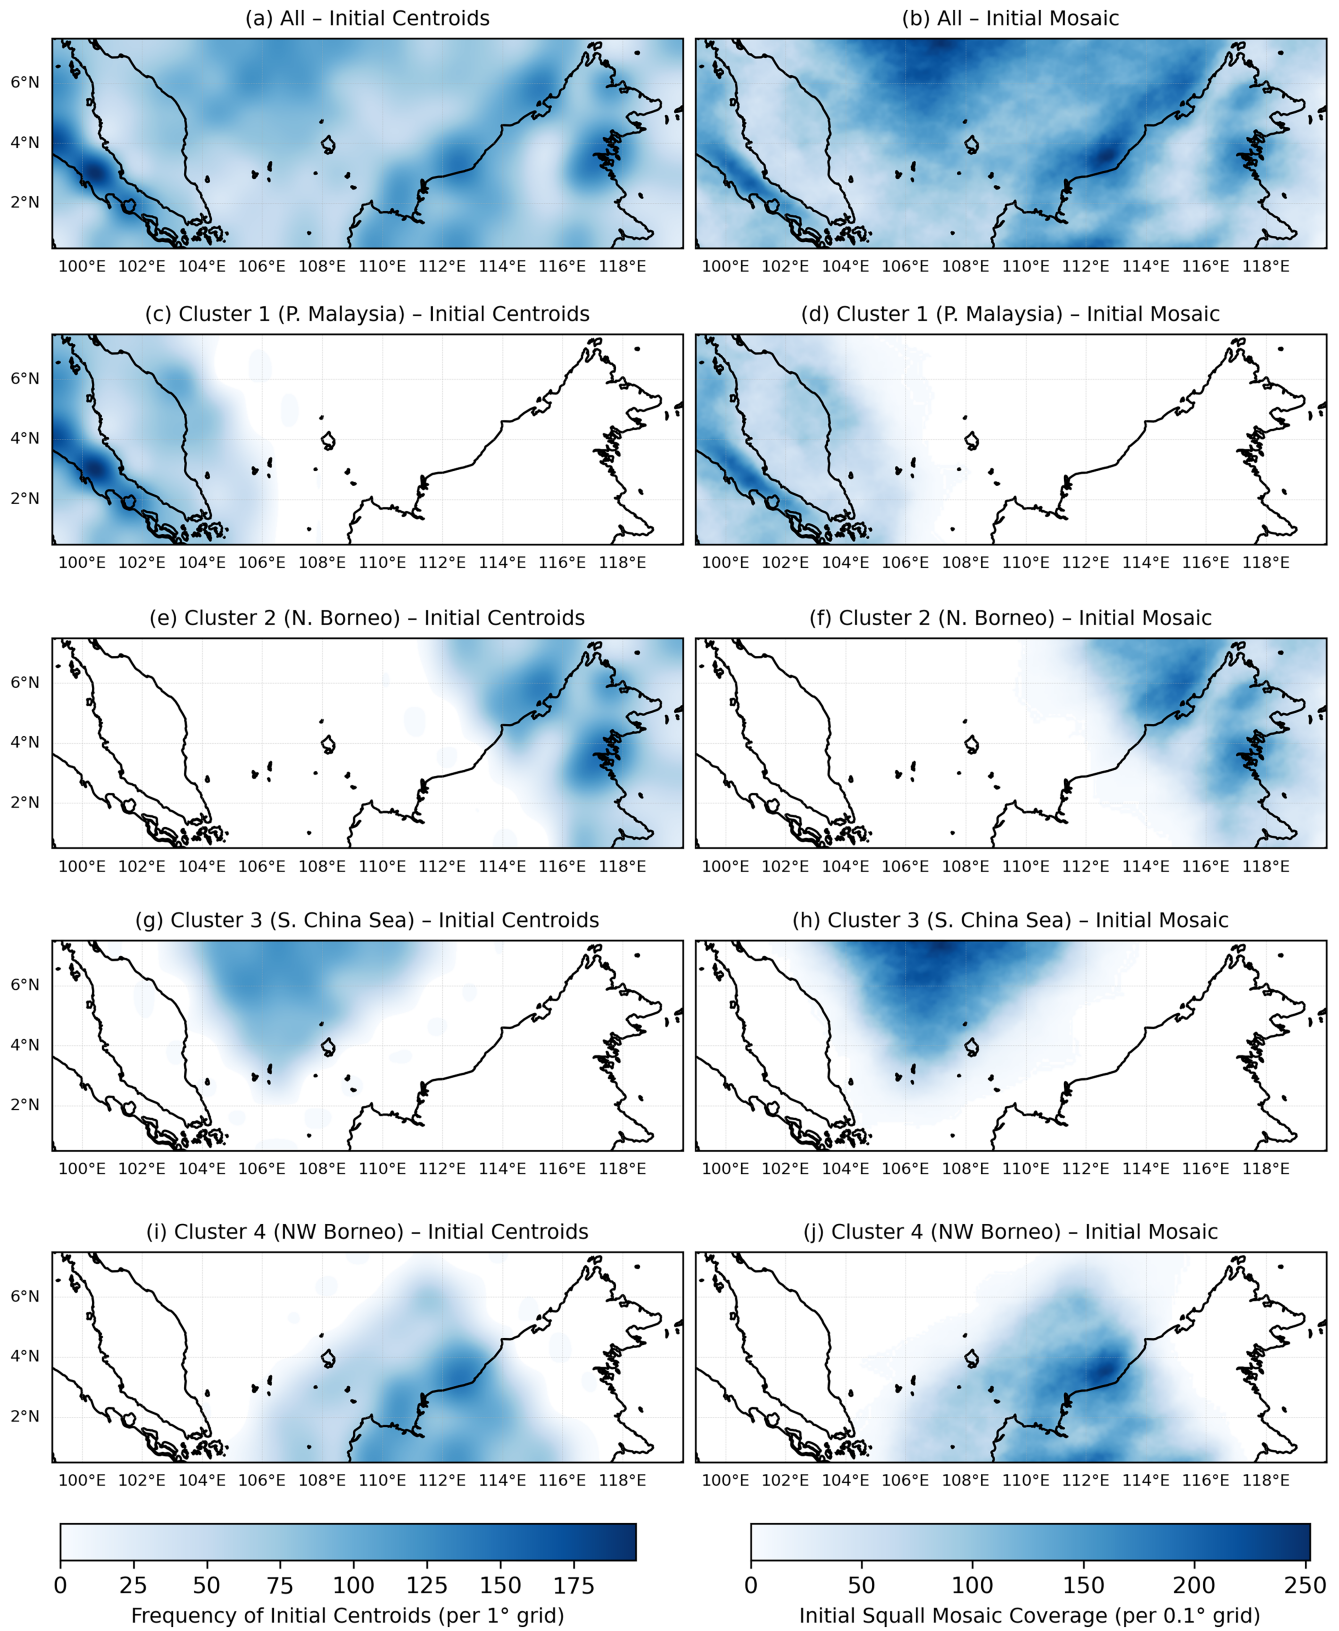 (a) All – Initial Centroids
(b) All – Initial Mosaic
6°N
4°N
2°N
100°E 102°E 104°E 106°E 108°E 110°E 112°E 114°E 116°E 118°E
100°E 102°E 104°E 106°E 108°E 110°E 112°E 114°E 116°E 118°E
(c) Cluster 1 (P. Malaysia) – Initial Centroids
(d) Cluster 1 (P. Malaysia) – Initial Mosaic
6°N
4°N
2°N
100°E 102°E 104°E 106°E 108°E 110°E 112°E 114°E 116°E 118°E
100°E 102°E 104°E 106°E 108°E 110°E 112°E 114°E 116°E 118°E
(e) Cluster 2 (N. Borneo) – Initial Centroids
(f) Cluster 2 (N. Borneo) – Initial Mosaic
6°N
4°N
2°N
100°E 102°E 104°E 106°E 108°E 110°E 112°E 114°E 116°E 118°E
100°E 102°E 104°E 106°E 108°E 110°E 112°E 114°E 116°E 118°E
(g) Cluster 3 (S. China Sea) – Initial Centroids
(h) Cluster 3 (S. China Sea) – Initial Mosaic
6°N
4°N
2°N
100°E 102°E 104°E 106°E 108°E 110°E 112°E 114°E 116°E 118°E
100°E 102°E 104°E 106°E 108°E 110°E 112°E 114°E 116°E 118°E
(i) Cluster 4 (NW Borneo) – Initial Centroids
(j) Cluster 4 (NW Borneo) – Initial Mosaic
6°N
4°N
2°N
100°E 102°E 104°E 106°E 108°E 110°E 112°E 114°E 116°E 118°E
100°E 102°E 104°E 106°E 108°E 110°E 112°E 114°E 116°E 118°E
0 25 50 75 100 125 150 175
Frequency of Initial Centroids (per 1° grid)
0 50 100 150 200 250
Initial Squall Mosaic Coverage (per 0.1° grid)